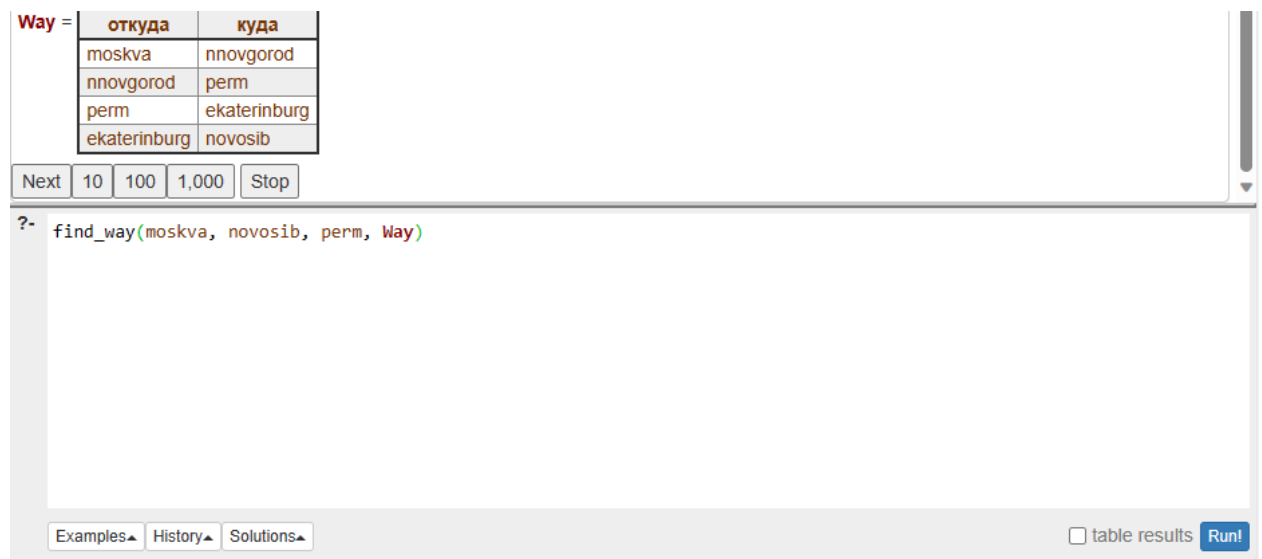 Way = откуда куда
moskva nnovgorod
nnovgorod perm
perm ekaterinburg
ekaterinburg novosib
Next 10 100 1,000 Stop
?- find_way(moskva, novosib, perm, Way)
Examples▴ History▴ Solutions▴ table results Run!